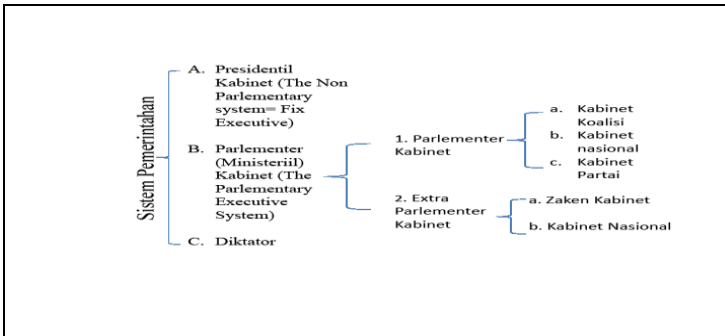 Sistem Pemerintahan
A. Presidentil
Kabinet (The Non
Parlementary
system= Fix
Executive)
B. Parlementer
(Ministeriil)
Kabinet (The
Parlementary
Executive
System)
C. Diktator
1. Parlementer
Kabinet
2. Extra
Parlementer
Kabinet
a. Kabinet
Koalisi
b. Kabinet
nasional
c. Kabinet
Partai
a. Zaken Kabinet
b. Kabinet Nasional